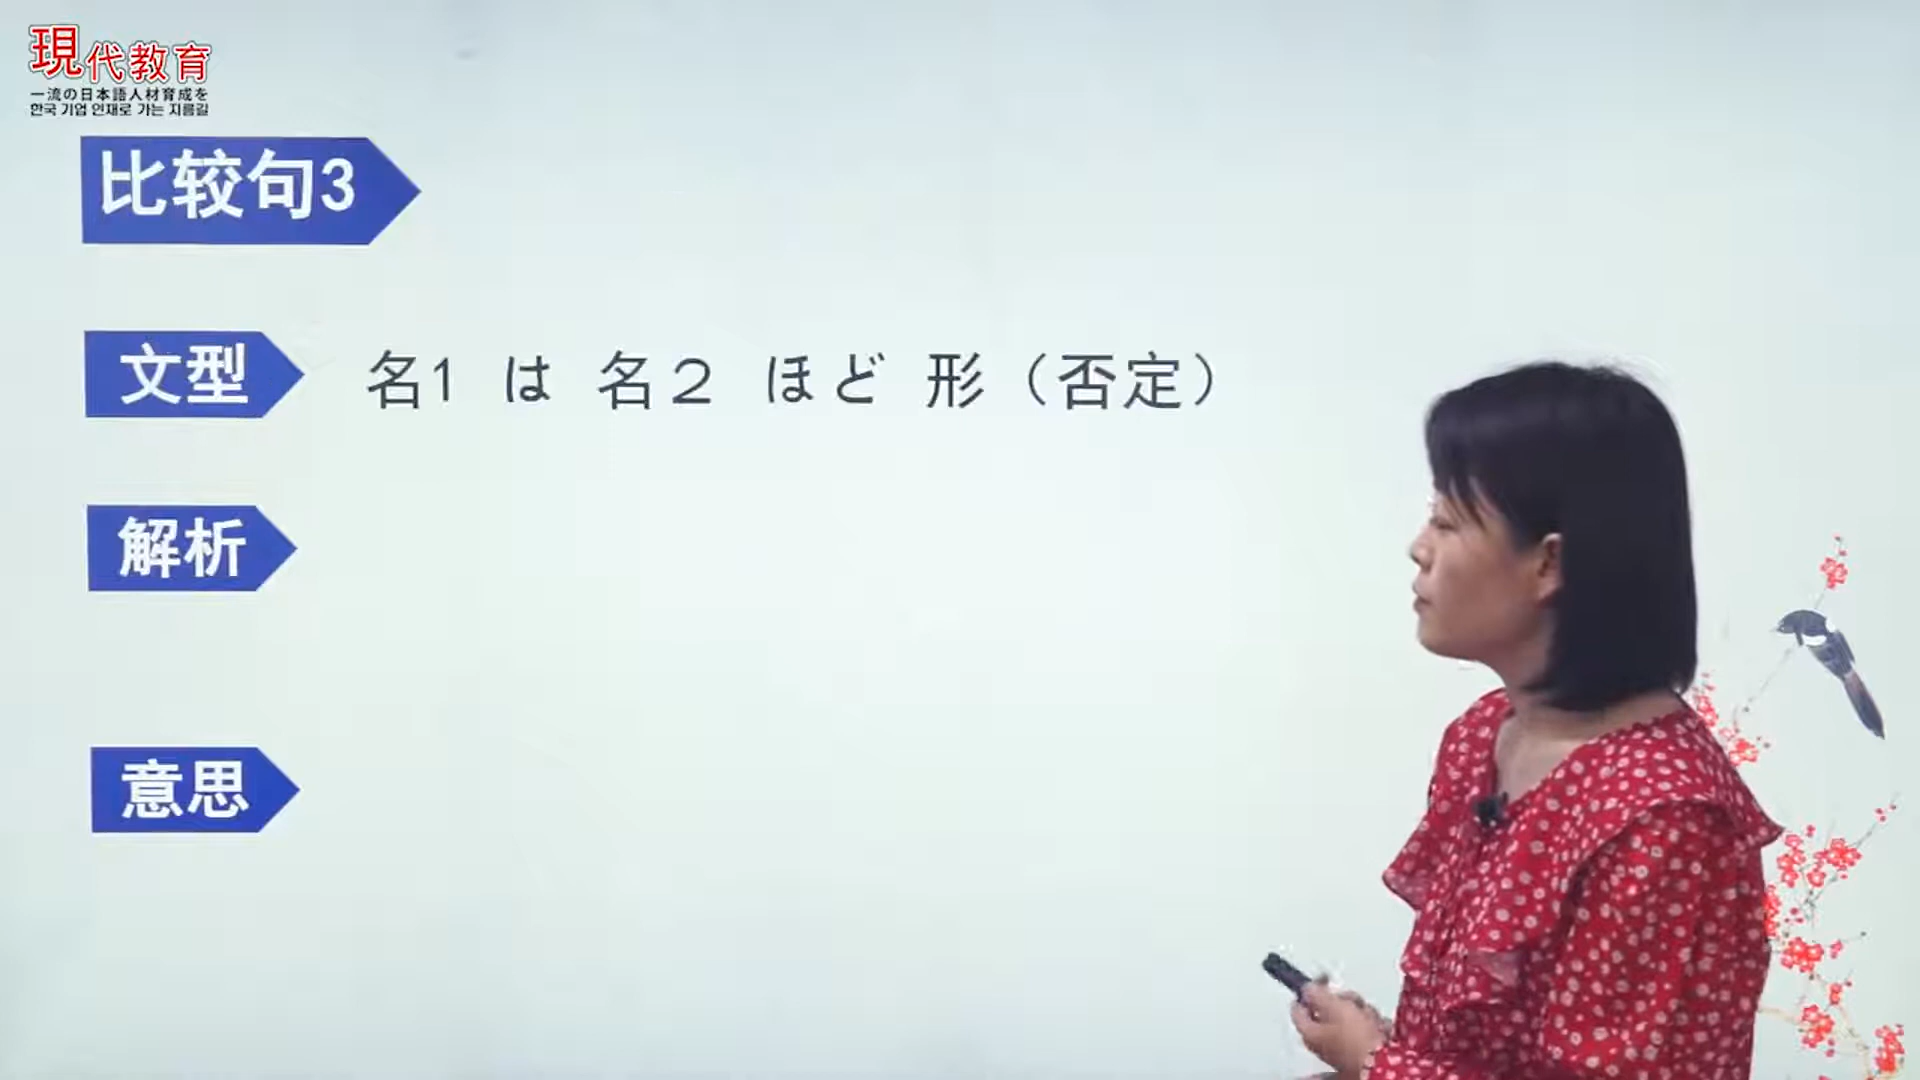 現代教育
一流の日本語人材育成を
한국 기업 인재로 가는 지름길
比较句3
文型
名1 は 名２ ほど 形（否定）
解析
意思